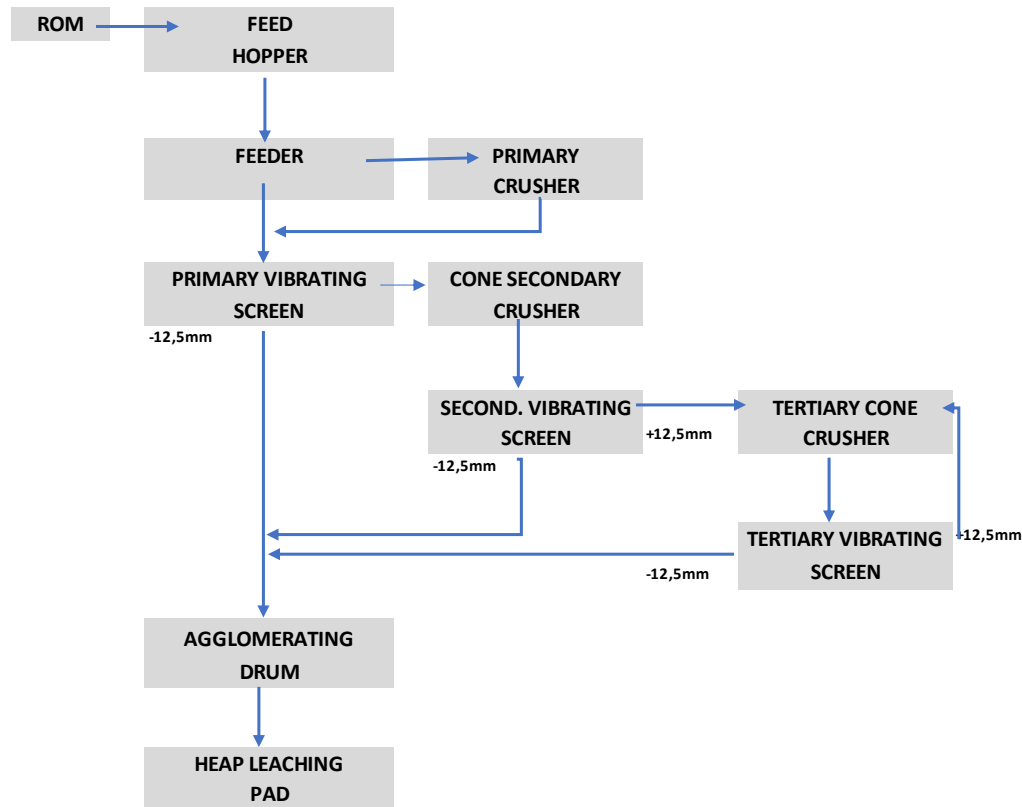 ROM
FEED
HOPPER
FEEDER
PRIMARY
CRUSHER
PRIMARY VIBRATING
SCREEN
-12,5mm
CONE SECONDARY
CRUSHER
SECOND. VIBRATING
SCREEN
-12,5mm
+12,5mm
TERTIARY CONE
CRUSHER
TERTIARY VIBRATING
SCREEN
+12,5mm
-12,5mm
AGGLOMERATING
DRUM
HEAP LEACHING
PAD